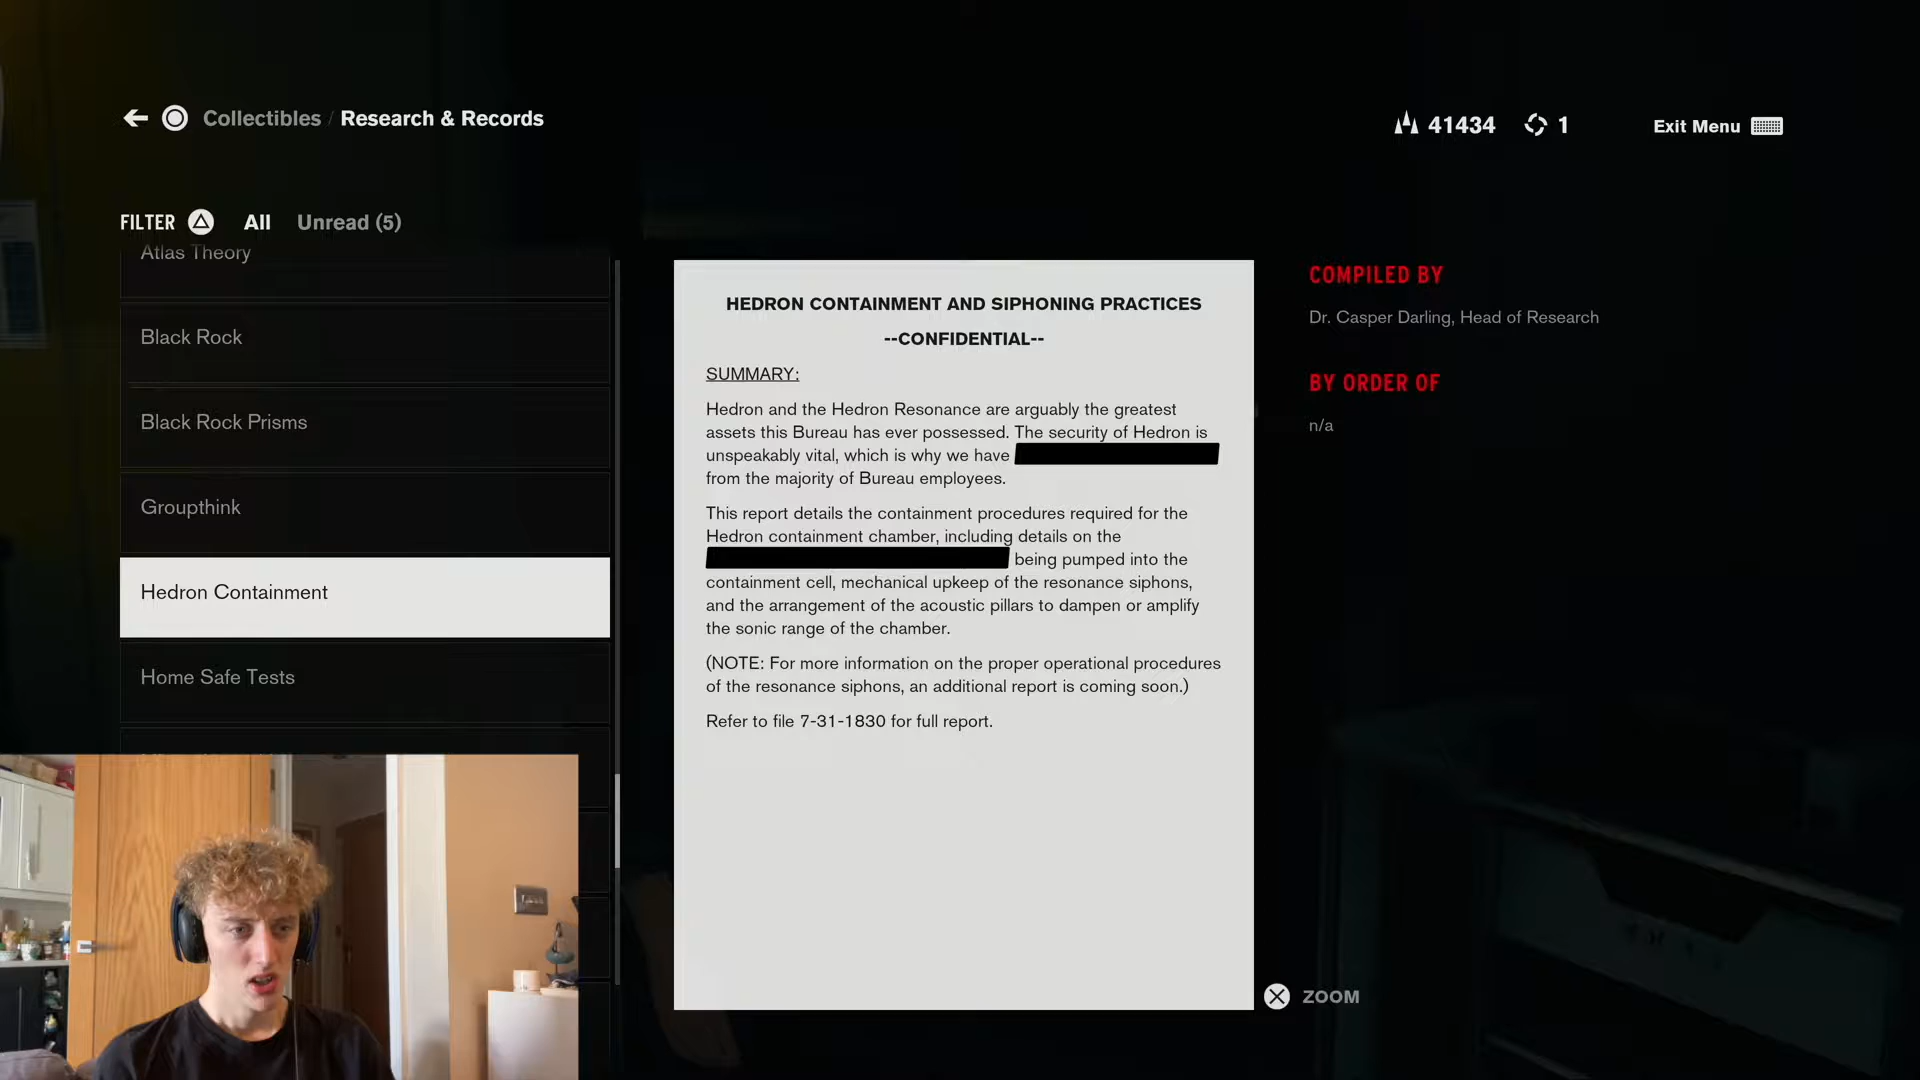 Collectibles / Research & Records
41434
1
Exit Menu
FILTER All Unread (5)
Atlas Theory
Black Rock
Black Rock Prisms
Groupthink
Hedron Containment
Home Safe Tests
HEDRON CONTAINMENT AND SIPHONING PRACTICES
--CONFIDENTIAL--
SUMMARY:
Hedron and the Hedron Resonance are arguably the greatest
assets this Bureau has ever possessed. The security of Hedron is
unspeakably vital, which is why we have
from the majority of Bureau employees.
This report details the containment procedures required for the
Hedron containment chamber, including details on the
being pumped into the
containment cell, mechanical upkeep of the resonance siphons,
and the arrangement of the acoustic pillars to dampen or amplify
the sonic range of the chamber.
(NOTE: For more information on the proper operational procedures
of the resonance siphons, an additional report is coming soon.)
Refer to file 7-31-1830 for full report.
COMPILED BY
Dr. Casper Darling, Head of Research
BY ORDER OF
n/a
ZOOM